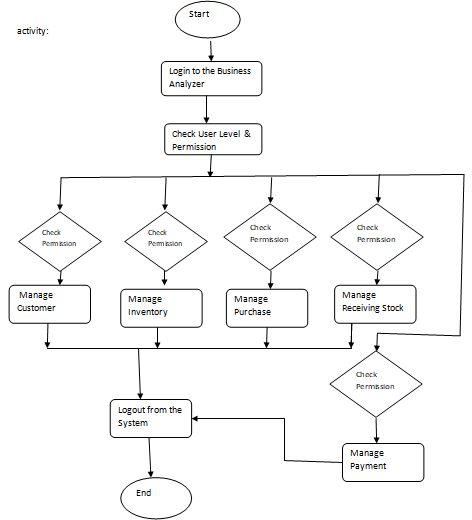 Start
activity:
Login to the Business
Analyzer
Check User Level &
Permission
Check
Permission
Check
Permission
Check
Permission
Check
Permission
Manage
Customer
Manage
Inventory
Manage
Purchase
Manage
Receiving Stock
Check
Permission
Logout from the
System
Manage
Payment
End